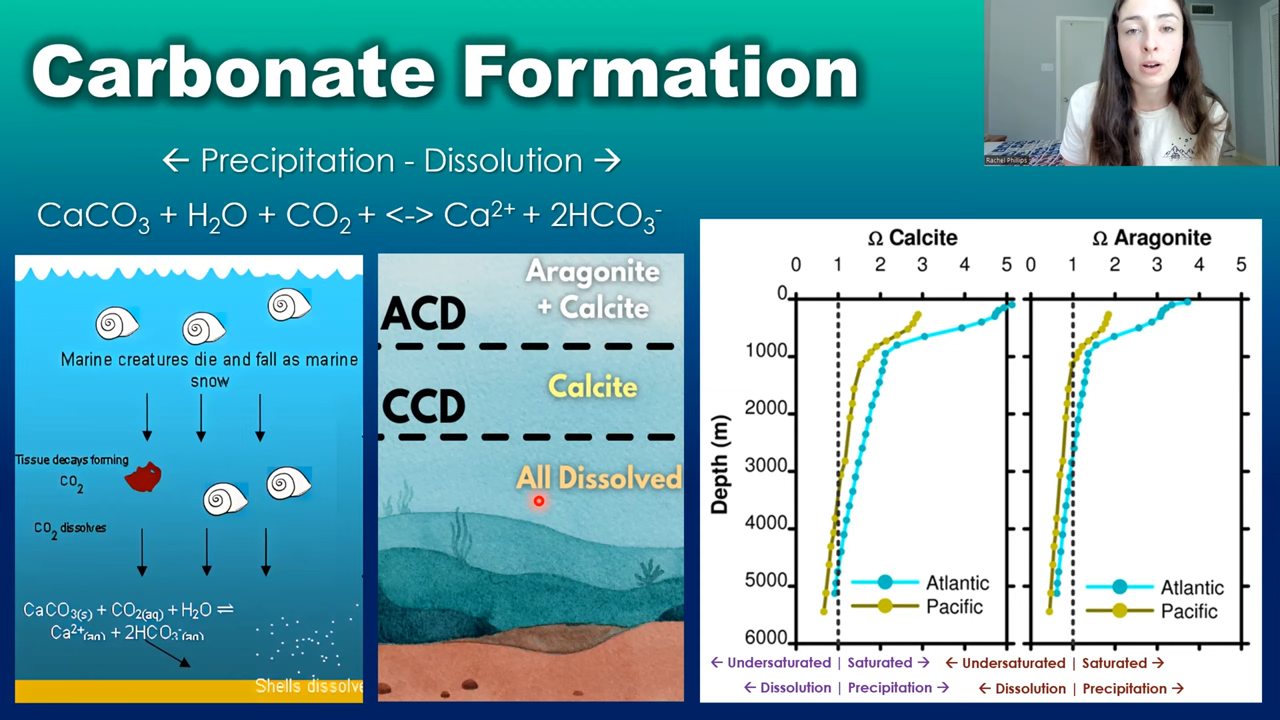 Carbonate Formation
← Precipitation - Dissolution →
CaCO₃ + H₂O + CO₂ + <-> Ca²⁺ + 2HCO₃⁻
Rachel Phillips
Marine creatures die and fall as marine
snow
Tissue decays forming
CO₂
CO₂ dissolves
CaCO₃(s) + CO₂(aq) + H₂O ⇌
Ca²⁺(aq) + 2HCO₃⁻(aq)
Shells dissolve
Aragonite
+ Calcite
ACD
Calcite
CCD
All Dissolved
Ω Calcite
0 1 2 3 4 5
Ω Aragonite
0 1 2 3 4 5
Depth (m)
0
1000
2000
3000
4000
5000
6000
Atlantic
Pacific
Atlantic
Pacific
← Undersaturated | Saturated →
← Dissolution | Precipitation →
← Undersaturated | Saturated →
← Dissolution | Precipitation →